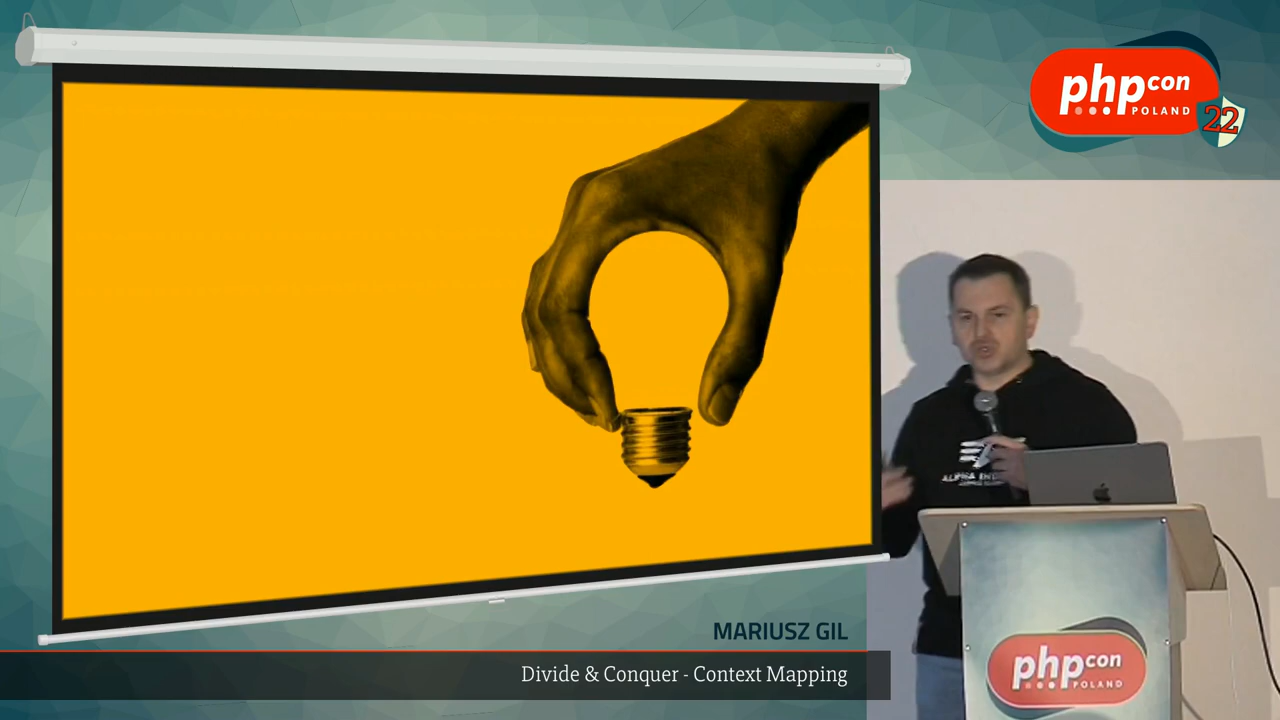 phpcon
POLAND
22
MARIUSZ GIL
Divide & Conquer - Context Mapping
phpcon
POLAND